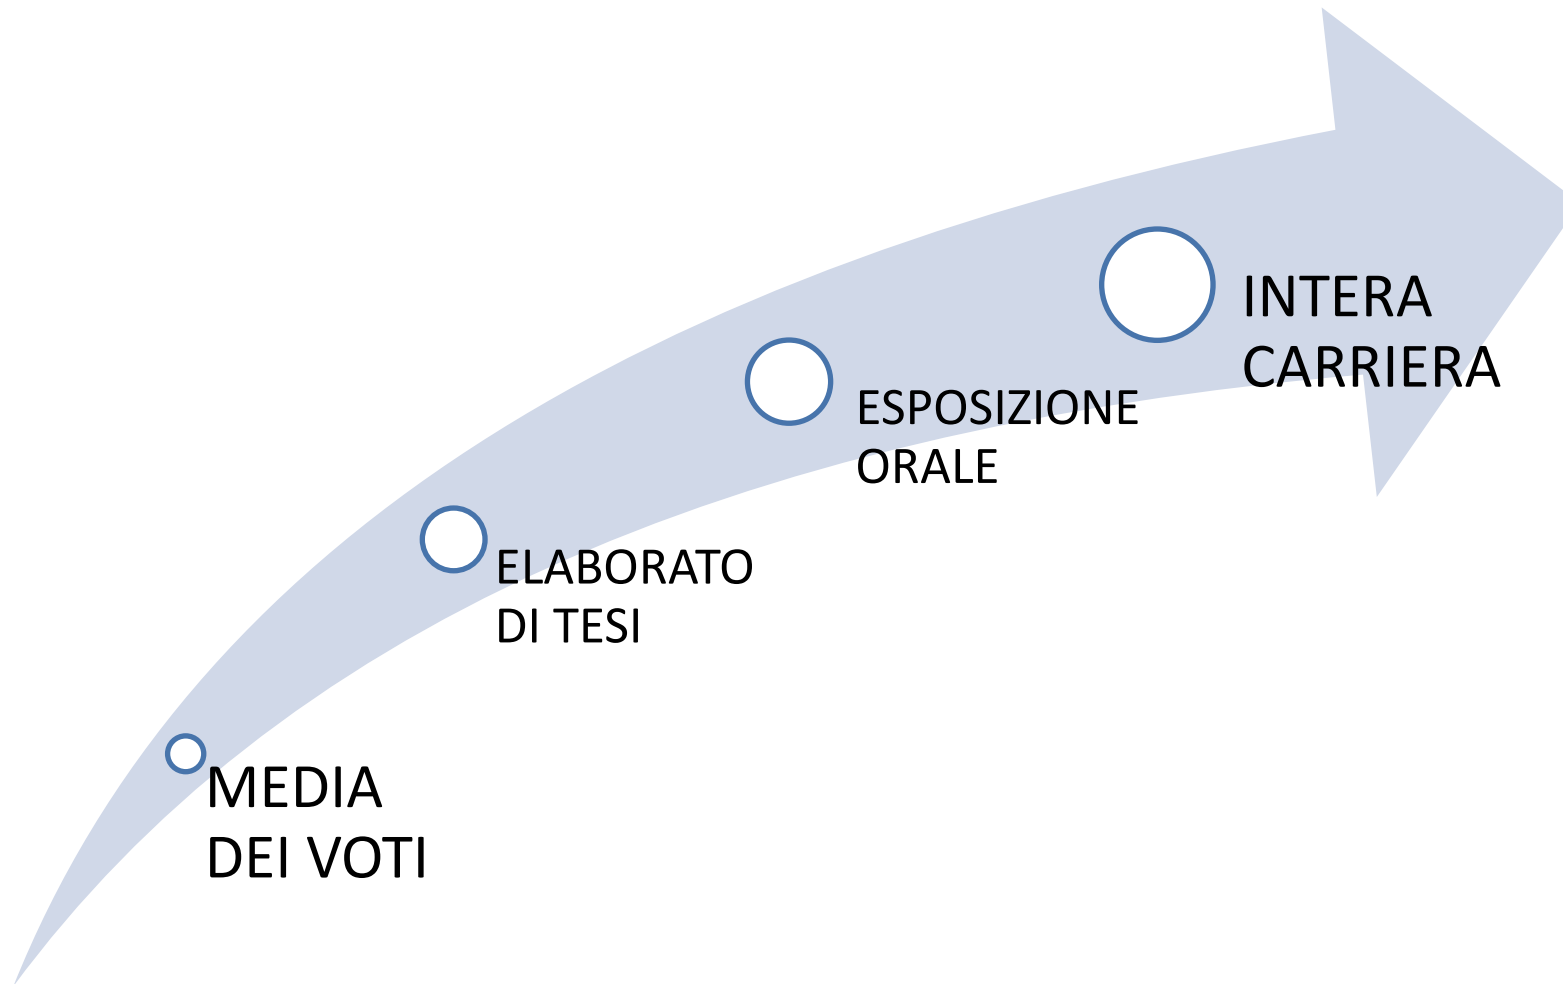 INTERA
CARRIERA
ESPOSIZIONE
ORALE
ELABORATO
DI TESI
MEDIA
DEI VOTI